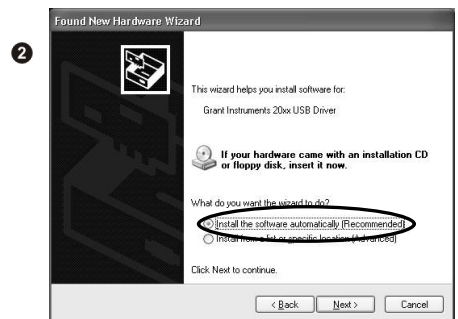 Found New Hardware Wizard
2
This wizard helps you install software for:
Grant Instruments 20xx USB Driver
If your hardware came with an installation CD
or floppy disk, insert it now.
What do you want the wizard to do?
Install the software automatically (Recommended)
Install from a list or specific location (Advanced)
Click Next to continue.
< Back Next > Cancel